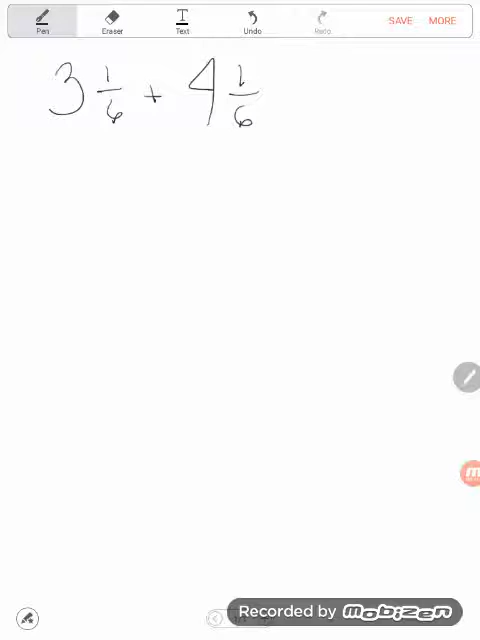 Pen Eraser Text Undo Redo SAVE MORE
3 1/6 + 4 1/6
Recorded by mobizen